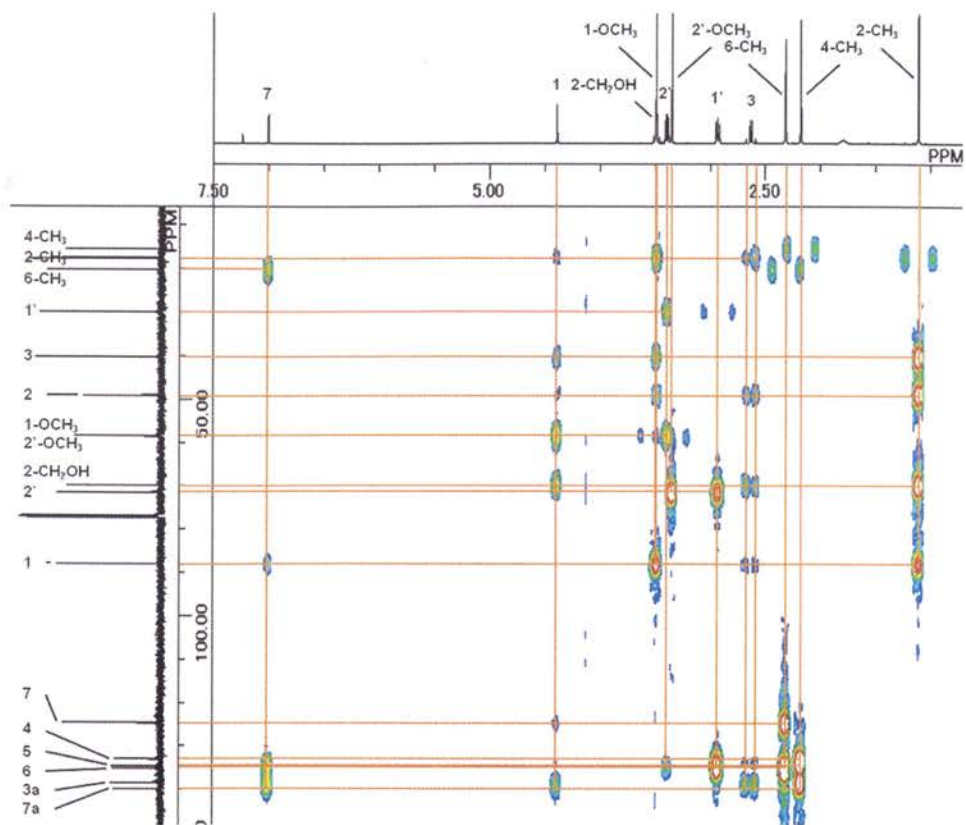 1-OCH₃
2'-OCH₃
6-CH₃
2-CH₃
4-CH₃
7
1
2-CH₂OH
2'
1'
3
PPM
7.50
5.00
2.50
PPM
4-CH₃
2-CH₃
6-CH₃
1'
3
2
50.00
1-OCH₃
2'-OCH₃
2-CH₂OH
2'
1
100.00
7
4
5
6
3a
7a